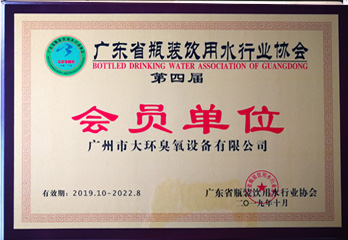 广东省瓶装饮用水行业协会
BOTTLED DRINKING WATER ASSOCIATION OF GUANGDONG
第四届
会员单位
广州市大环臭氧设备有限公司
有效期：2019.10-2022.8
广东省瓶装饮用水行业协会
二〇一九年十月